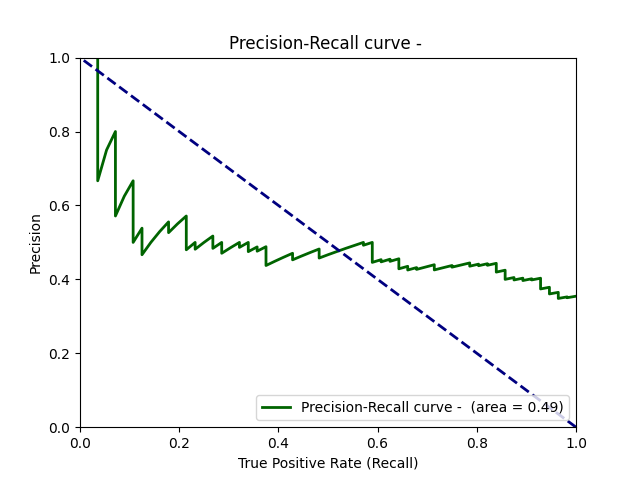 Precision-Recall curve -
1.0
0.8
0.6
0.4
0.2
0.0
Precision
Precision-Recall curve -  (area = 0.49)
0.0 0.2 0.4 0.6 0.8 1.0
True Positive Rate (Recall)